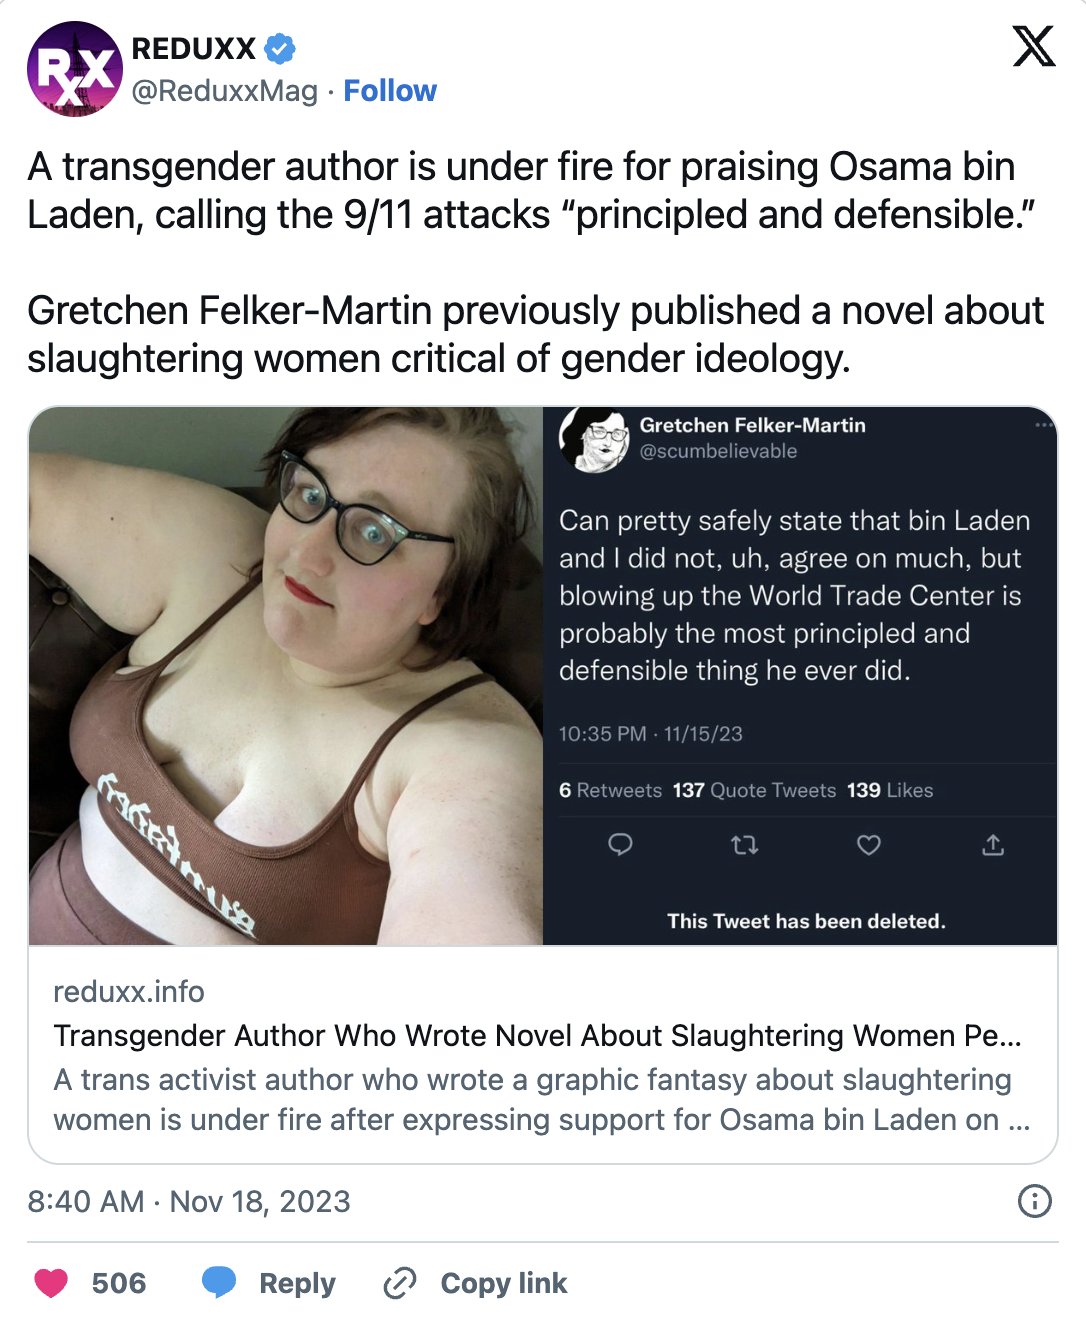 RXX
REDUXX
@ReduxxMag · Follow
A transgender author is under fire for praising Osama bin
Laden, calling the 9/11 attacks “principled and defensible.”
Gretchen Felker-Martin previously published a novel about
slaughtering women critical of gender ideology.
Gretchen Felker-Martin
@scumbelievable
Can pretty safely state that bin Laden
and I did not, uh, agree on much, but
blowing up the World Trade Center is
probably the most principled and
defensible thing he ever did.
10:35 PM · 11/15/23
6 Retweets 137 Quote Tweets 139 Likes
This Tweet has been deleted.
reduxx.info
Transgender Author Who Wrote Novel About Slaughtering Women Pe...
A trans activist author who wrote a graphic fantasy about slaughtering
women is under fire after expressing support for Osama bin Laden on ...
8:40 AM · Nov 18, 2023
506 Reply Copy link